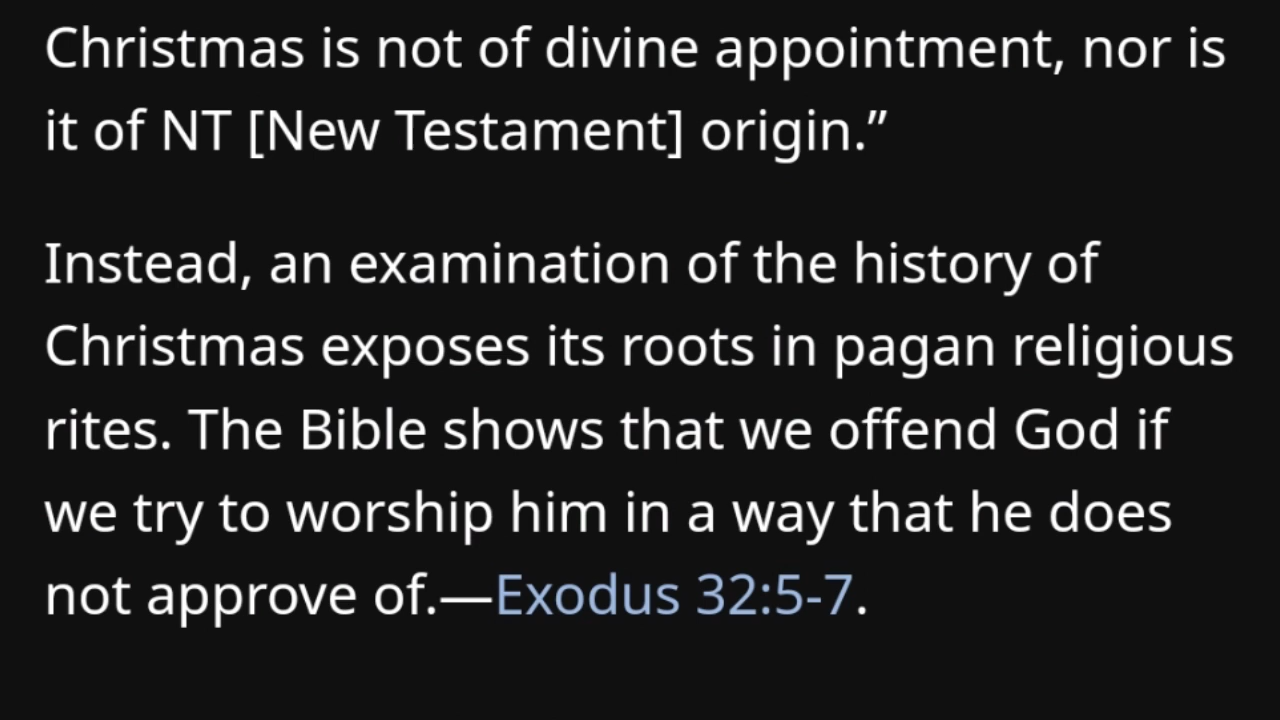 Christmas is not of divine appointment, nor is
it of NT [New Testament] origin.”
Instead, an examination of the history of
Christmas exposes its roots in pagan religious
rites. The Bible shows that we offend God if
we try to worship him in a way that he does
not approve of.—Exodus 32:5-7.